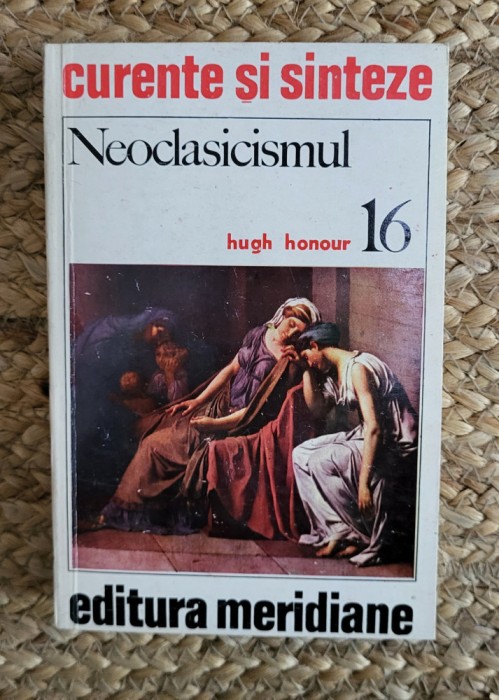 curente și sinteze
Neoclasicismul
hugh honour 16
editura meridiane